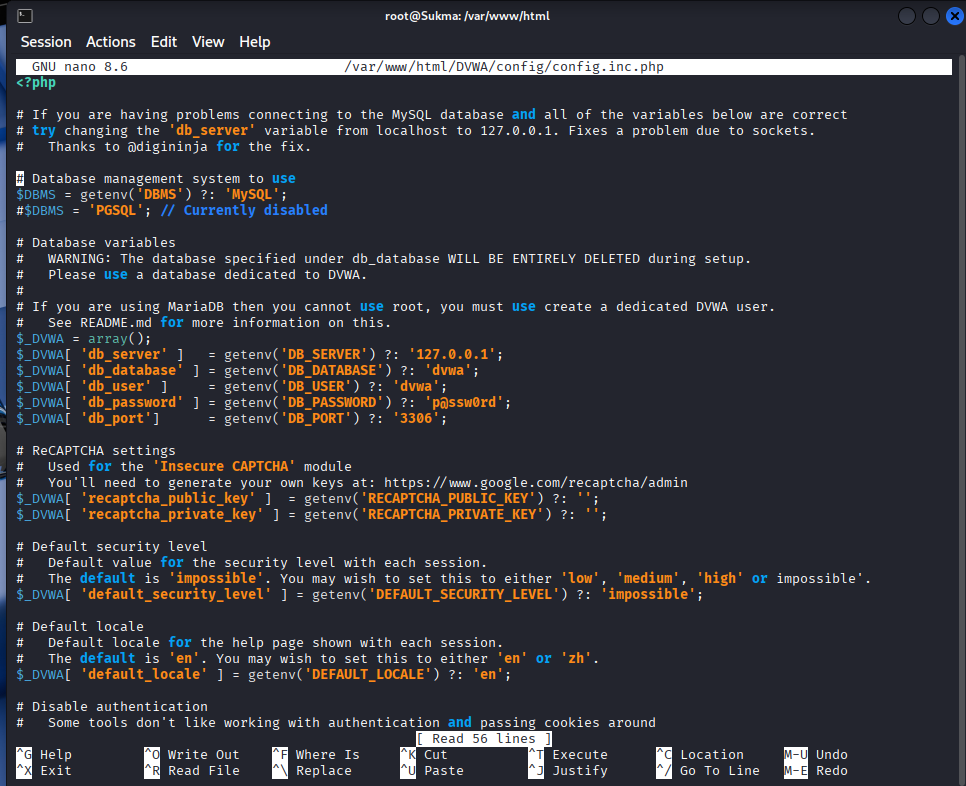 root@Sukma: /var/www/html
Session Actions Edit View Help
GNU nano 8.6 /var/www/html/DVWA/config/config.inc.php
<?php
# If you are having problems connecting to the MySQL database and all of the variables below are correct
# try changing the 'db_server' variable from localhost to 127.0.0.1. Fixes a problem due to sockets.
#   Thanks to @digininja for the fix.
# Database management system to use
$DBMS = getenv('DBMS') ?: 'MySQL';
#$DBMS = 'PGSQL'; // Currently disabled
# Database variables
#   WARNING: The database specified under db_database WILL BE ENTIRELY DELETED during setup.
#   Please use a database dedicated to DVWA.
#
# If you are using MariaDB then you cannot use root, you must use create a dedicated DVWA user.
#   See README.md for more information on this.
$_DVWA = array();
$_DVWA[ 'db_server' ]   = getenv('DB_SERVER') ?: '127.0.0.1';
$_DVWA[ 'db_database' ] = getenv('DB_DATABASE') ?: 'dvwa';
$_DVWA[ 'db_user' ]     = getenv('DB_USER') ?: 'dvwa';
$_DVWA[ 'db_password' ] = getenv('DB_PASSWORD') ?: 'p@ssw0rd';
$_DVWA[ 'db_port']      = getenv('DB_PORT') ?: '3306';
# ReCAPTCHA settings
#   Used for the 'Insecure CAPTCHA' module
#   You'll need to generate your own keys at: https://www.google.com/recaptcha/admin
$_DVWA[ 'recaptcha_public_key' ]  = getenv('RECAPTCHA_PUBLIC_KEY') ?: '';
$_DVWA[ 'recaptcha_private_key' ] = getenv('RECAPTCHA_PRIVATE_KEY') ?: '';
# Default security level
#   Default value for the security level with each session.
#   The default is 'impossible'. You may wish to set this to either 'low', 'medium', 'high' or impossible'.
$_DVWA[ 'default_security_level' ] = getenv('DEFAULT_SECURITY_LEVEL') ?: 'impossible';
# Default locale
#   Default locale for the help page shown with each session.
#   The default is 'en'. You may wish to set this to either 'en' or 'zh'.
$_DVWA[ 'default_locale' ] = getenv('DEFAULT_LOCALE') ?: 'en';
# Disable authentication
#   Some tools don't like working with authentication and passing cookies around
[ Read 56 lines ]
^G Help ^O Write Out ^F Where Is ^K Cut ^T Execute ^C Location M-U Undo
^X Exit ^R Read File ^\ Replace ^U Paste ^J Justify ^/ Go To Line M-E Redo